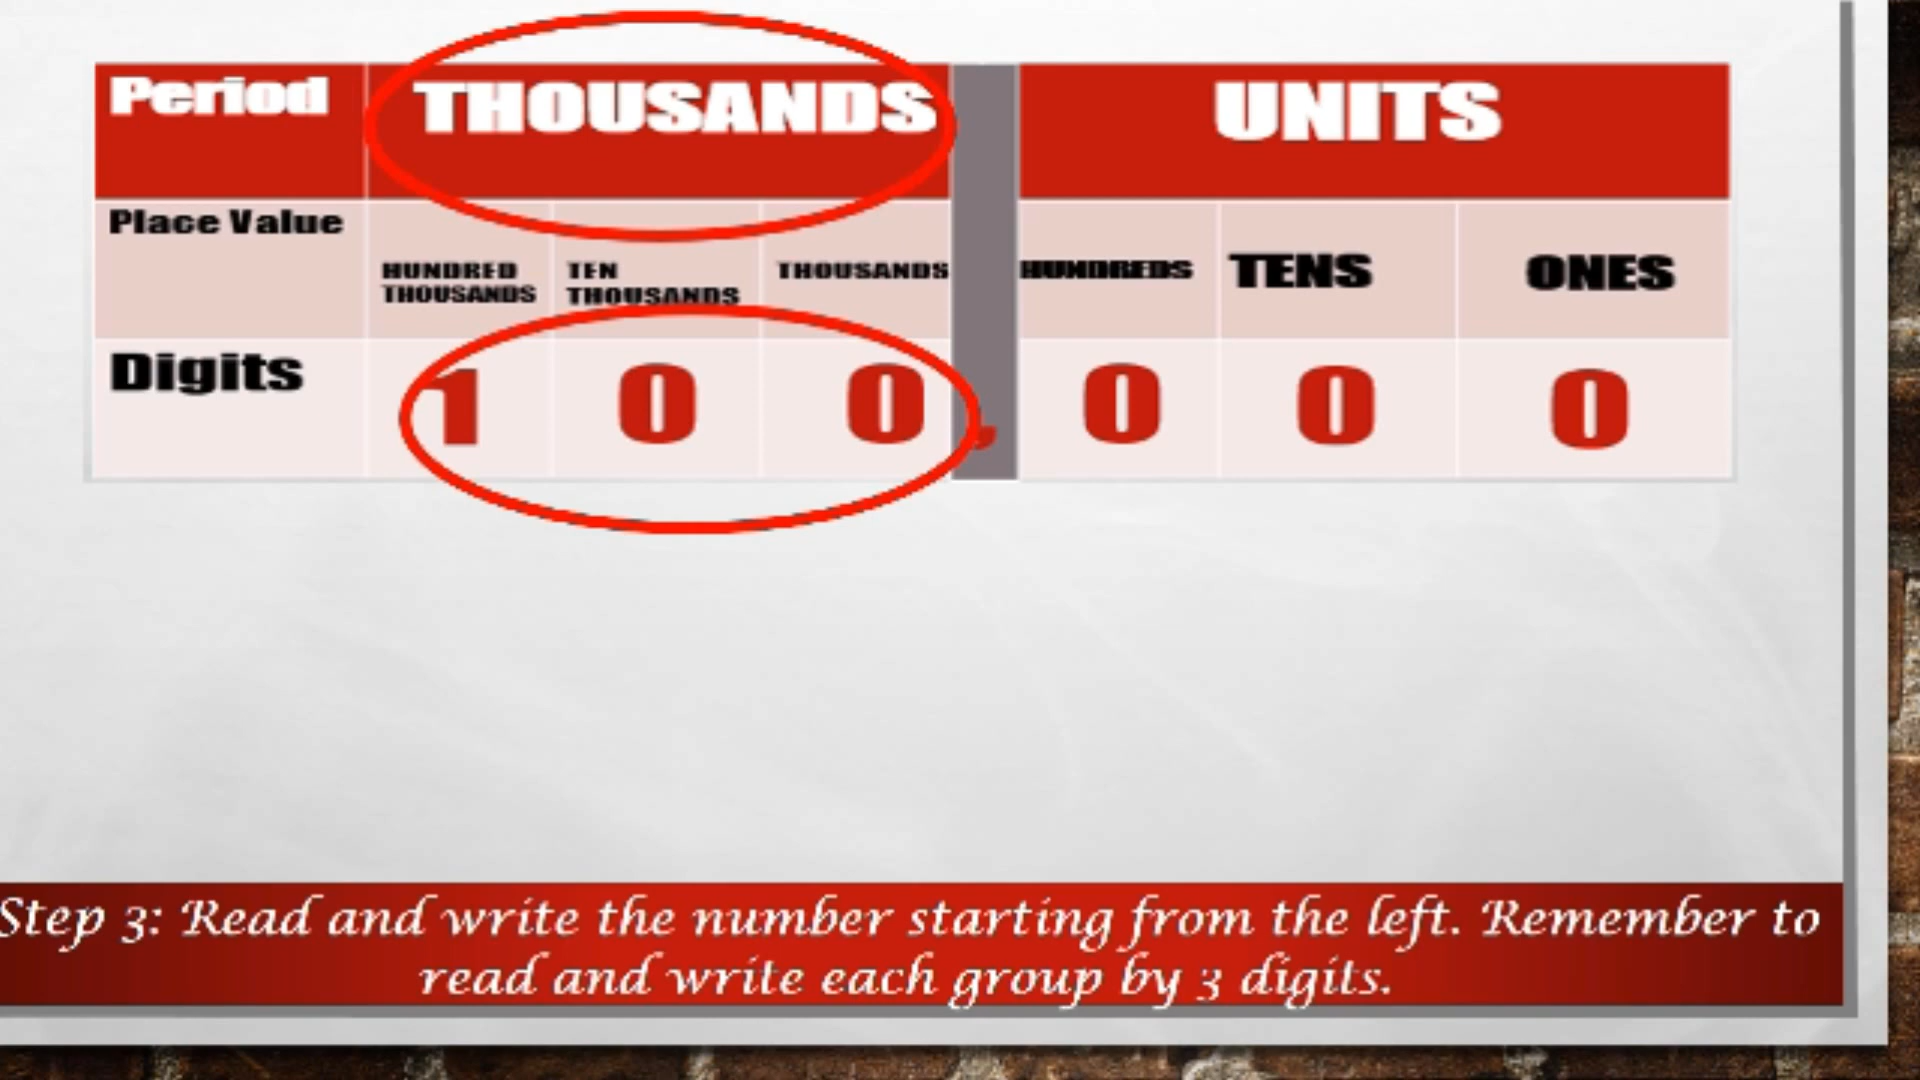 Period THOUSANDS UNITS
Place Value
HUNDRED THOUSANDS TEN THOUSANDS THOUSANDS HUNDREDS TENS ONES
Digits 1 0 0 , 0 0 0
Step 3: Read and write the number starting from the left. Remember to
read and write each group by 3 digits.